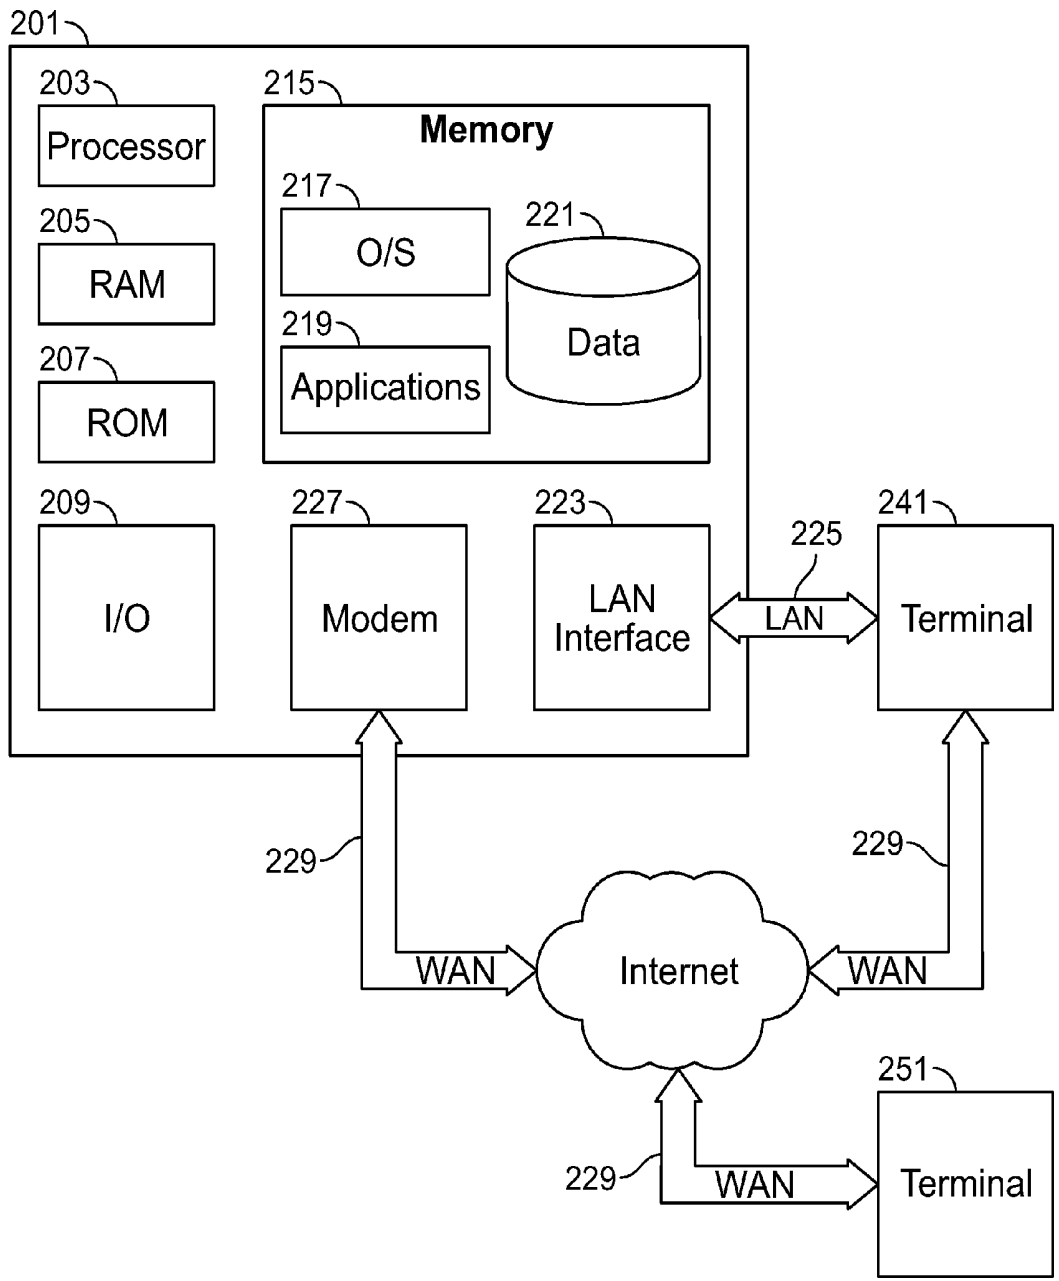 201
203
Processor
205
RAM
207
ROM
215
Memory
217
O/S
219
Applications
221
Data
209
I/O
227
Modem
223
LAN
Interface
225
LAN
241
Terminal
229
WAN
Internet
229
WAN
229
WAN
251
Terminal